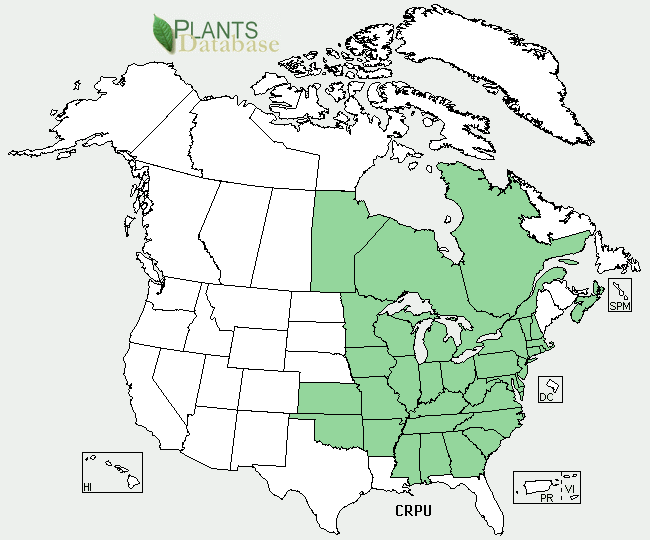 PLANTS
Database
SPM
DC
HI
PR
VI
CRPU